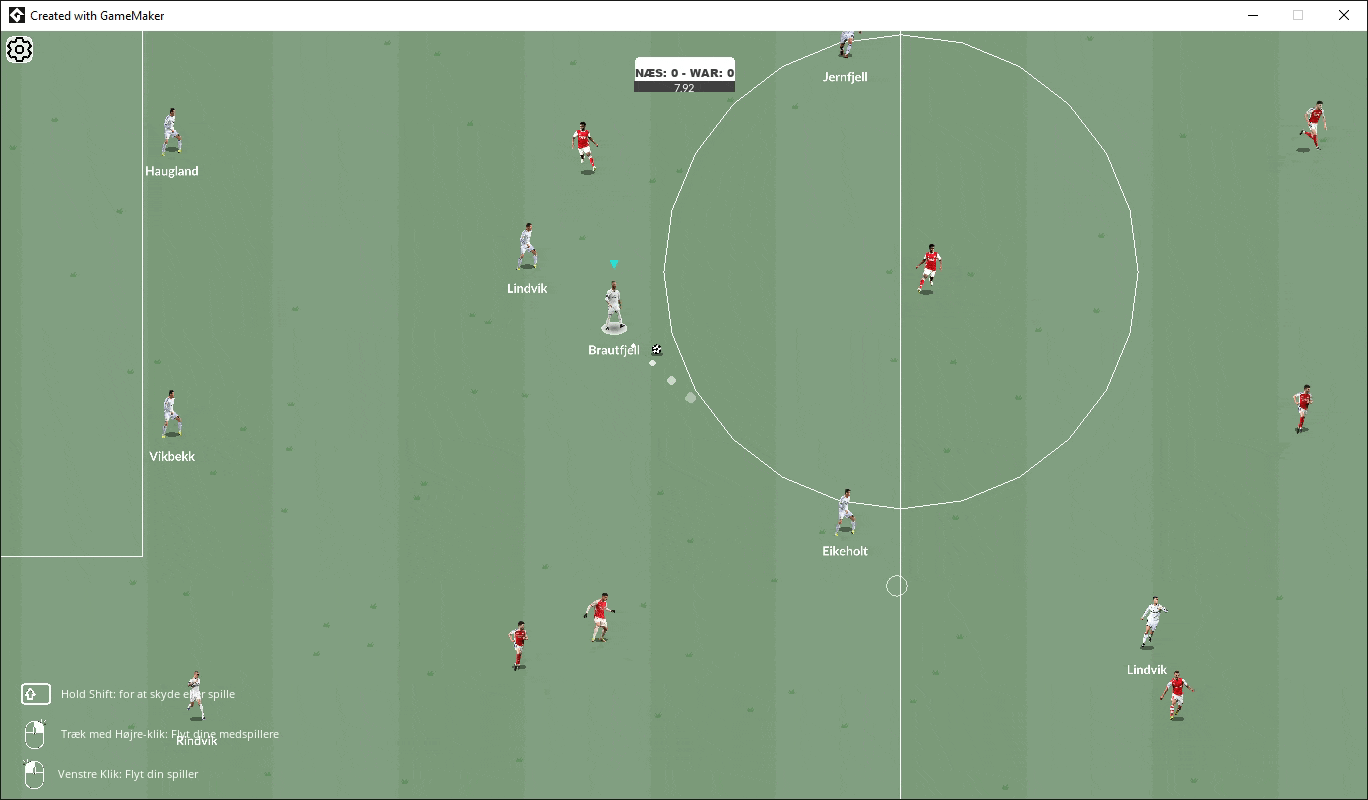 Created with GameMaker
NÆS: 0 - WAR: 0
7.92
Jernfjell
Haugland
Lindvik
Brautfjell
Vikbekk
Eikeholt
Lindvik
Hold Shift: for at skyde eller spille
Træk med Højre-klik: Flyt dine medspillere
Rindvik
Venstre Klik: Flyt din spiller